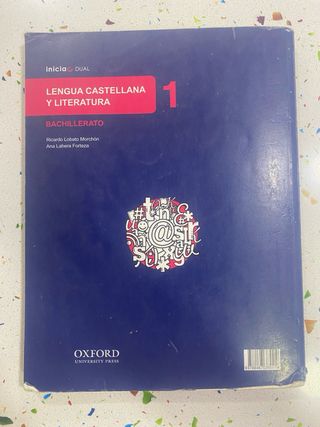 inicia DUAL
LENGUA CASTELLANA
Y LITERATURA
1
BACHILLERATO
Ricardo Lobato Morchón
Ana Lahera Forteza
OXFORD
UNIVERSITY PRESS